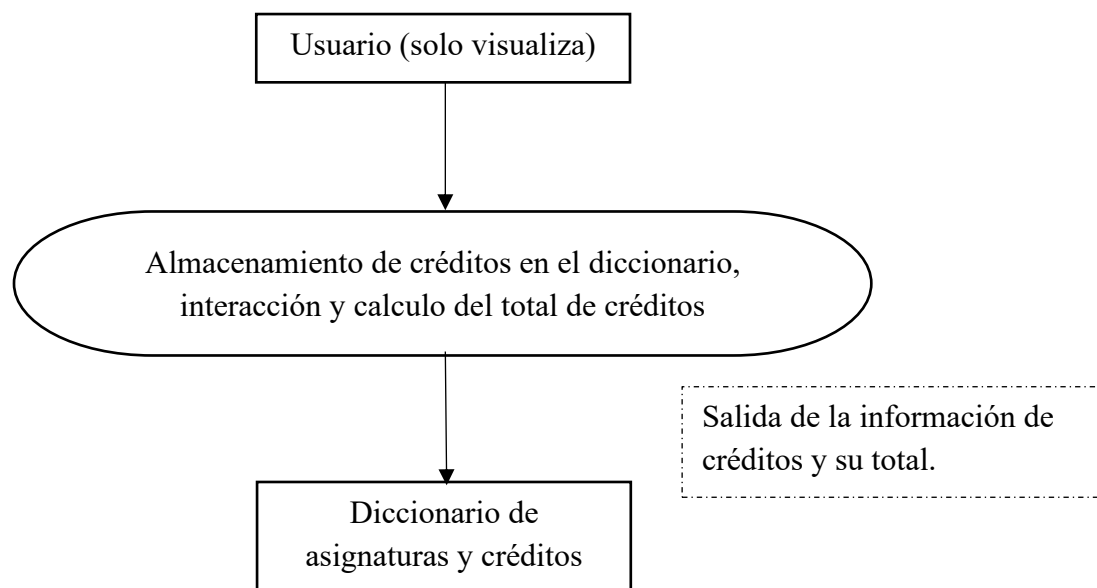 Usuario (solo visualiza)
Almacenamiento de créditos en el diccionario,
interacción y calculo del total de créditos
Salida de la información de
créditos y su total.
Diccionario de
asignaturas y créditos